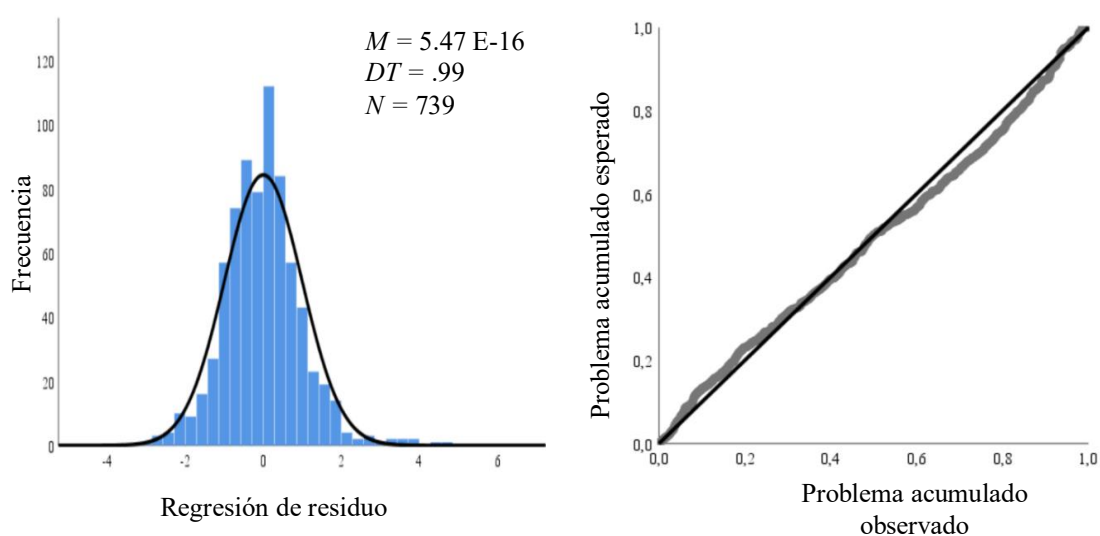 M = 5.47 E-16
DT = .99
N = 739
Frecuencia
120
100
80
60
40
20
0
-4 -2 0 2 4 6
Regresión de residuo
Problema acumulado esperado
1,0
0,8
0,6
0,4
0,2
0,0
0,0 0,2 0,4 0,6 0,8 1,0
Problema acumulado
observado